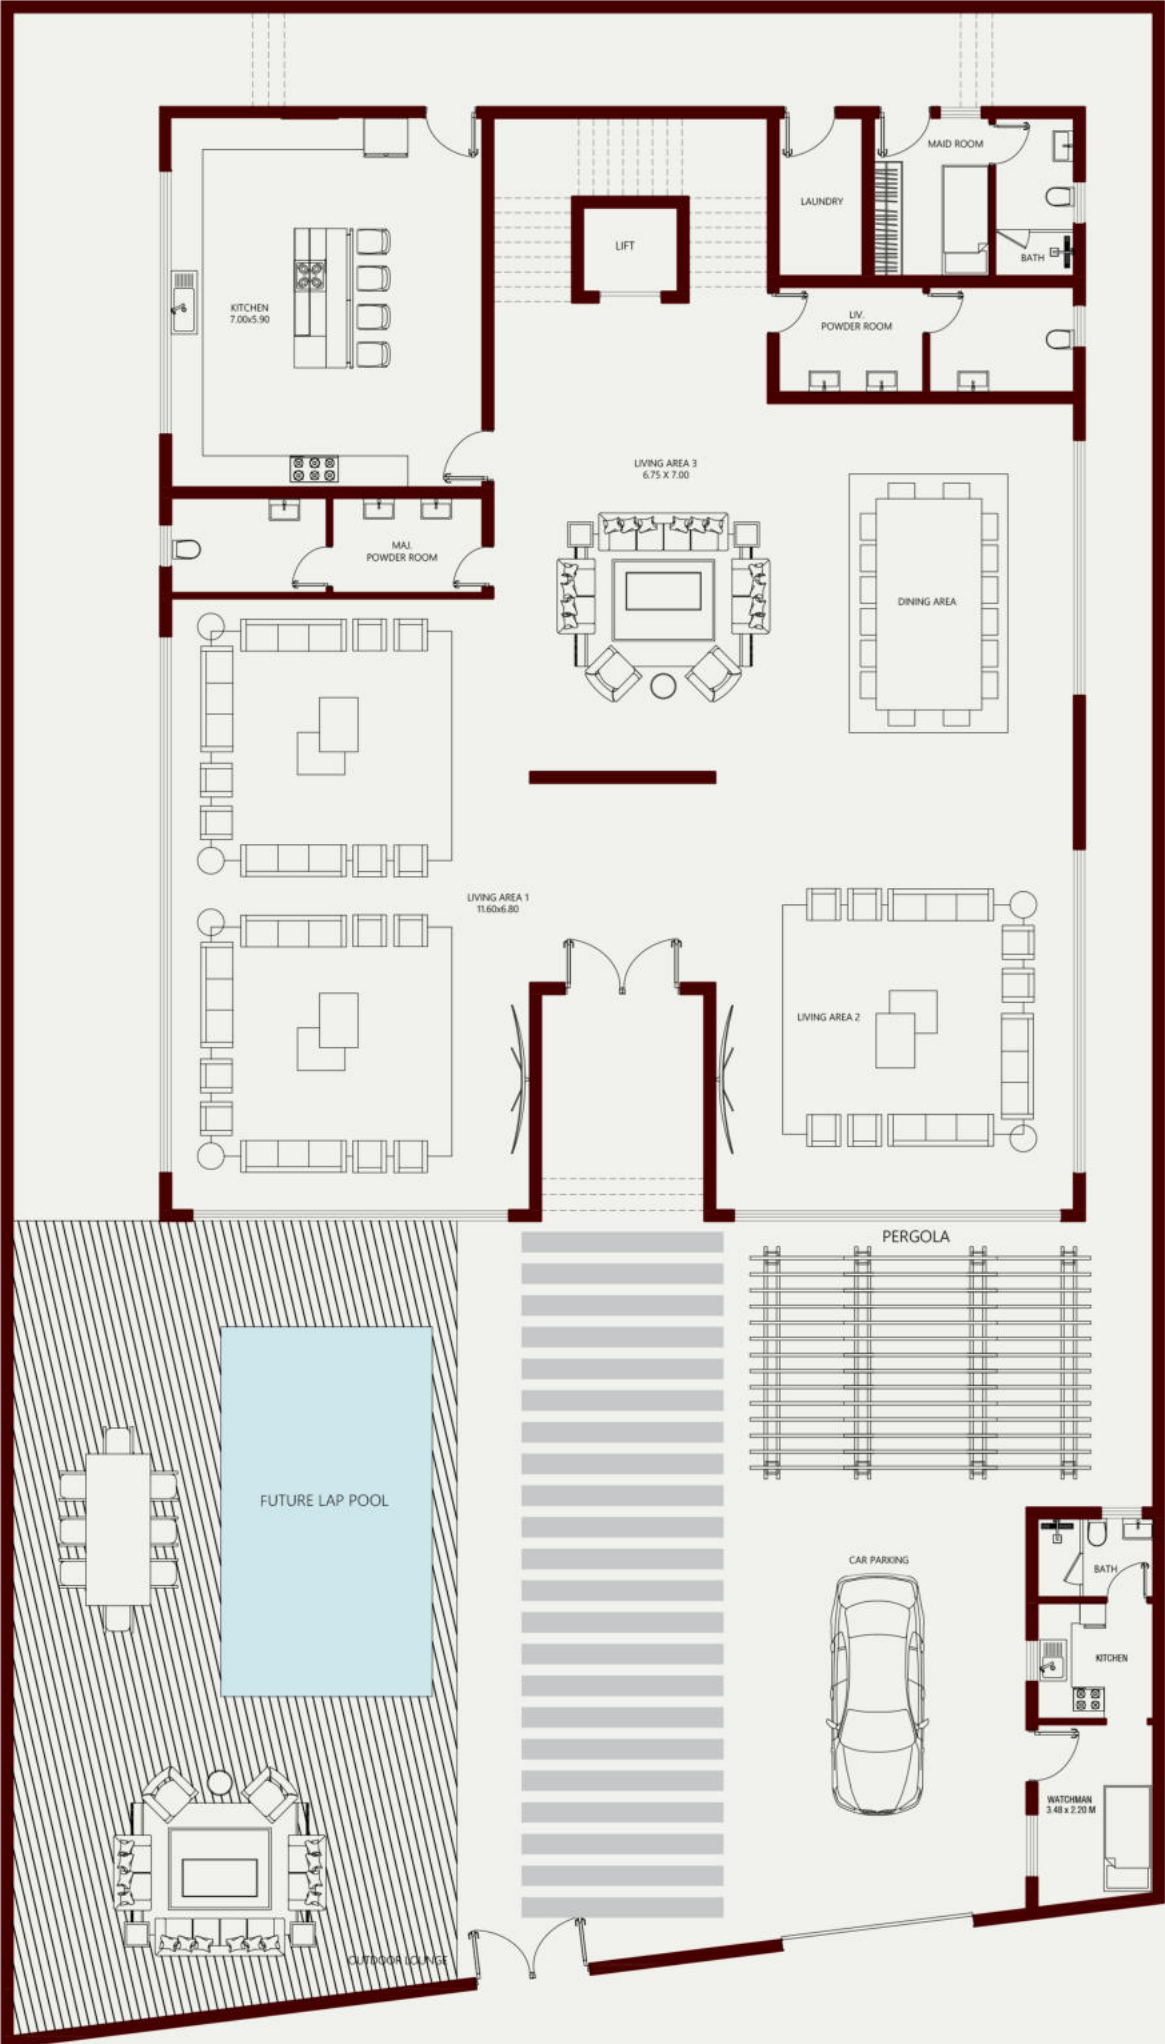 MAID ROOM
LAUNDRY
LIFT
BATH
KITCHEN
7.00x5.90
LIV.
POWDER ROOM
LIVING AREA 3
6.75 X 7.00
MAJ.
POWDER ROOM
DINING AREA
LIVING AREA 1
11.60x6.80
LIVING AREA 2
PERGOLA
FUTURE LAP POOL
CAR PARKING
BATH
KITCHEN
WATCHMAN
3.48 x 2.20 M
OUTDOOR LOUNGE